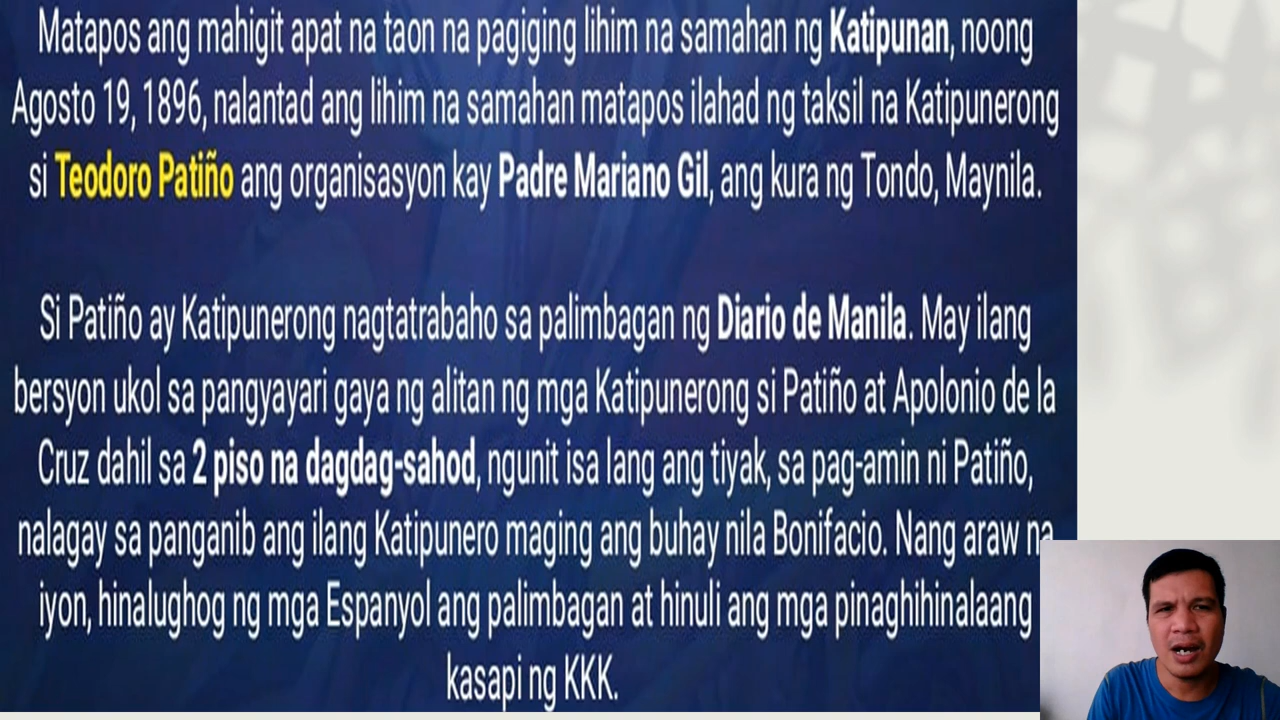 Matapos ang mahigit apat na taon na pagiging lihim na samahan ng Katipunan, noong
Agosto 19, 1896, nalantad ang lihim na samahan matapos ilahad ng taksil na Katipunerong
si Teodoro Patiño ang organisasyon kay Padre Mariano Gil, ang kura ng Tondo, Maynila.
Si Patiño ay Katipunerong nagtatrabaho sa palimbagan ng Diario de Manila. May ilang
bersyon ukol sa pangyayari gaya ng alitan ng mga Katipunerong si Patiño at Apolonio de la
Cruz dahil sa 2 piso na dagdag-sahod, ngunit isa lang ang tiyak, sa pag-amin ni Patiño,
nalagay sa panganib ang ilang Katipunero maging ang buhay nila Bonifacio. Nang araw na
iyon, hinalughog ng mga Espanyol ang palimbagan at hinuli ang mga pinaghihinalaang
kasapi ng KKK.